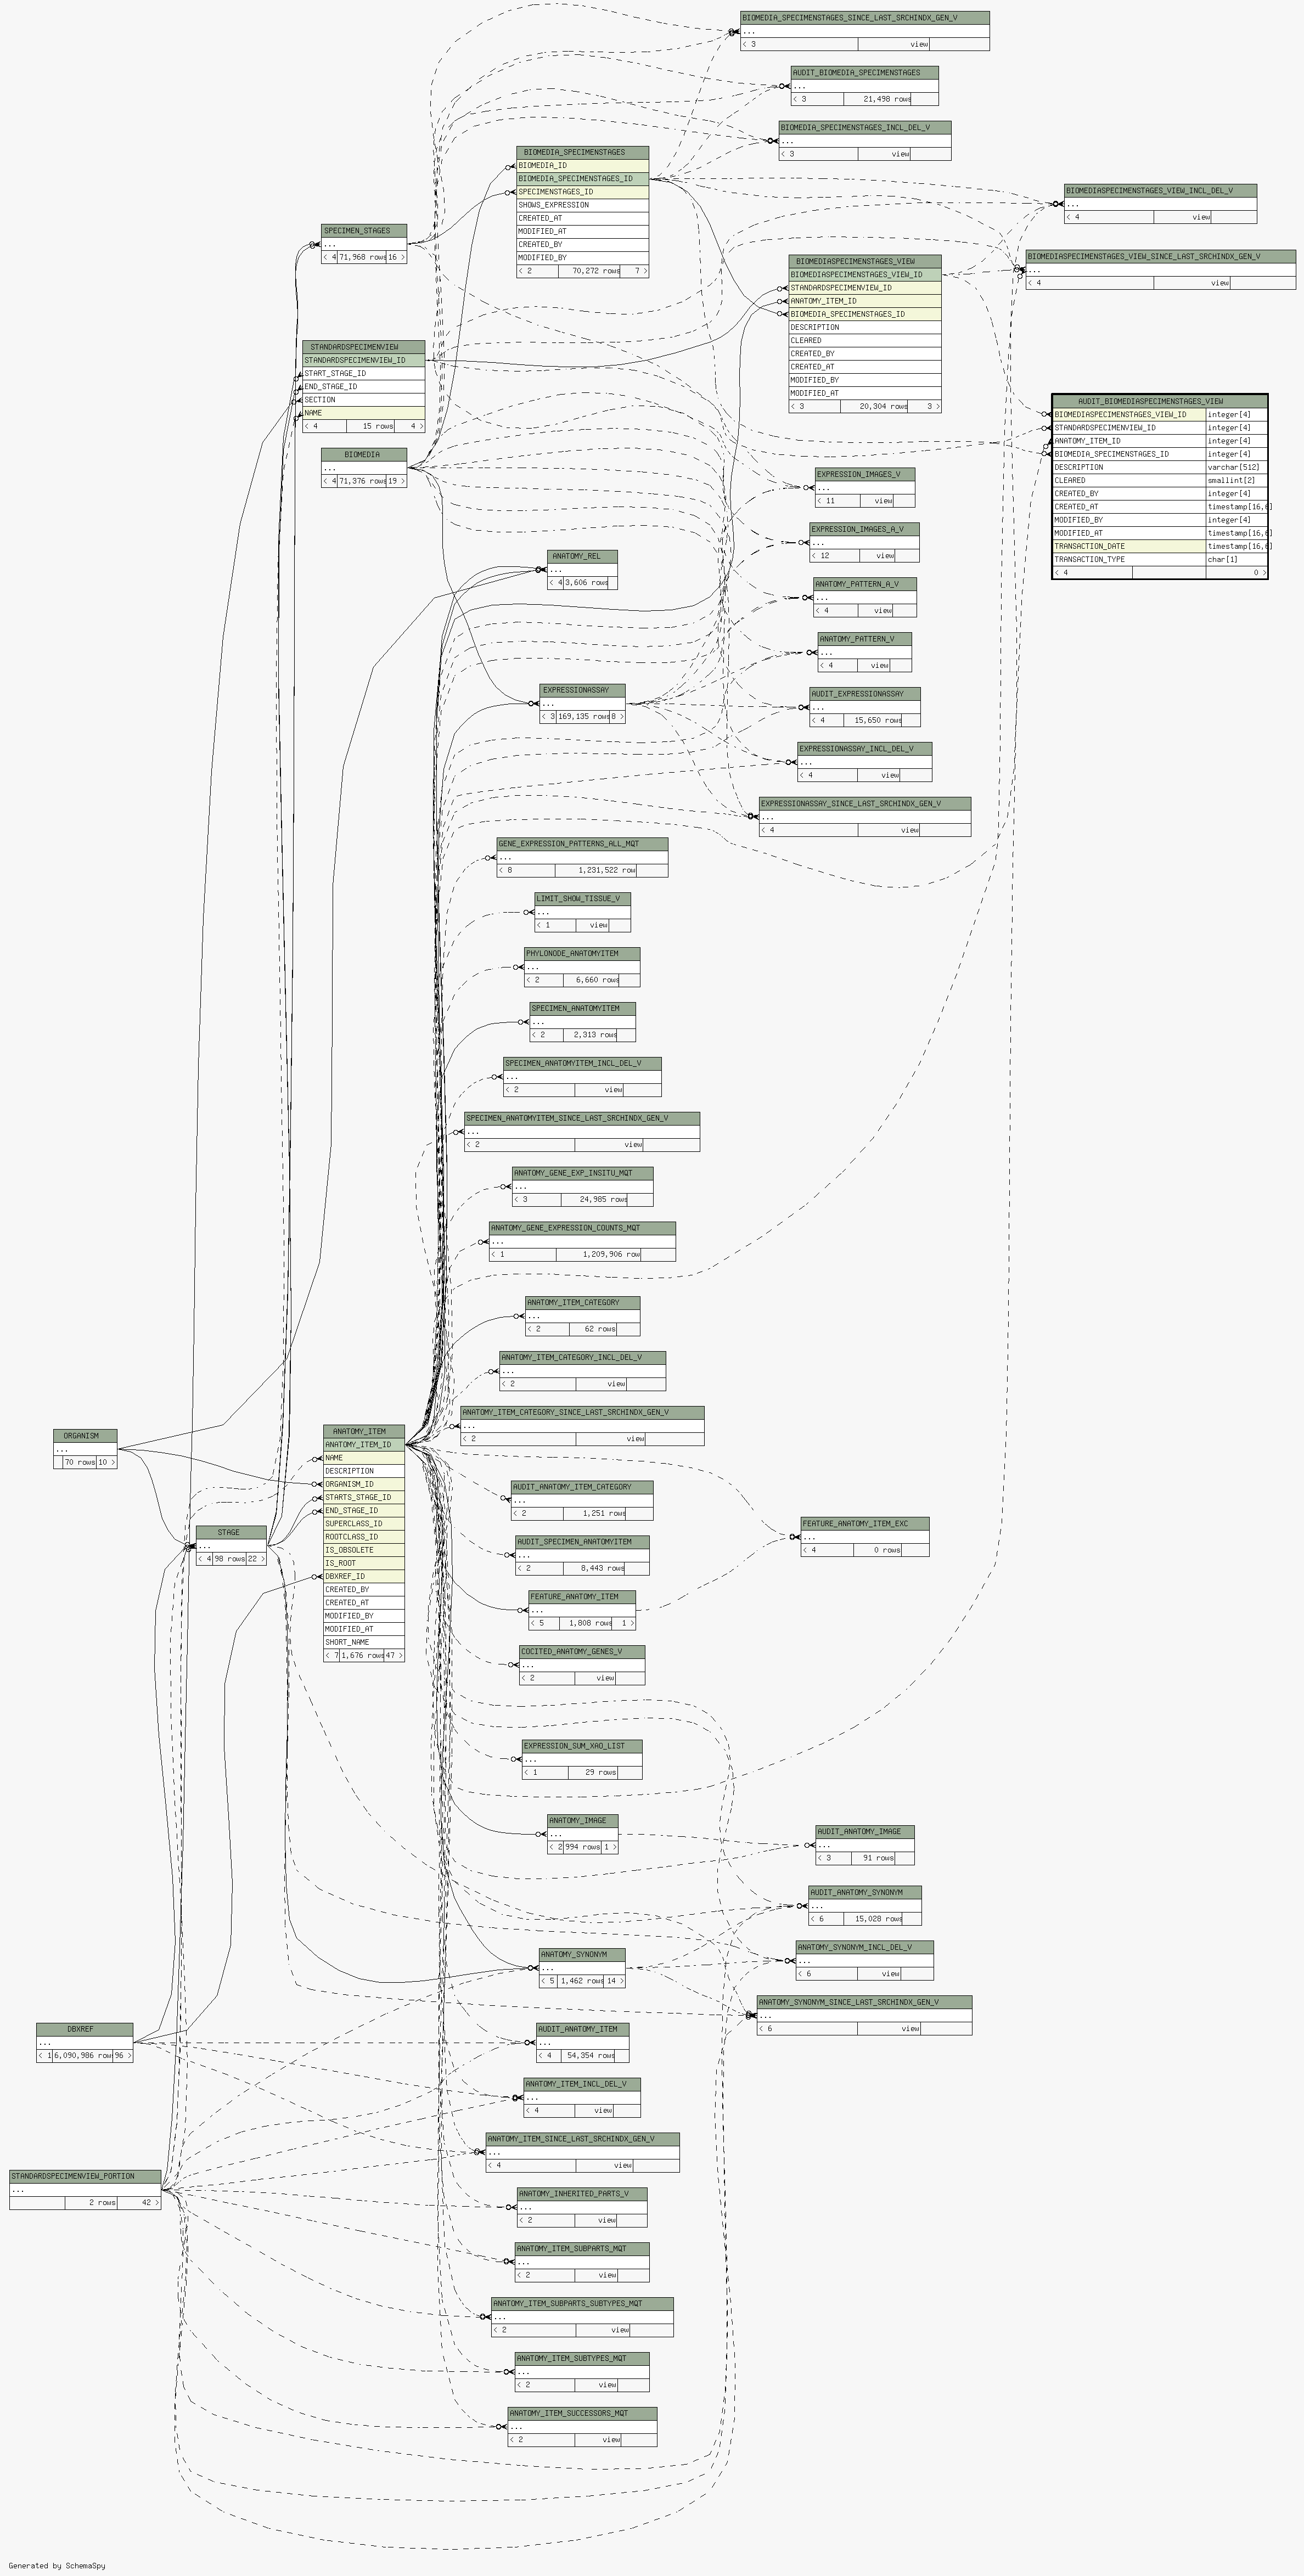 BIOMEDIA_SPECIMENSTAGES_SINCE_LAST_SRCHINDX_GEN_V
...
< 3 view
AUDIT_BIOMEDIA_SPECIMENSTAGES
...
< 3 21,498 rows
BIOMEDIA_SPECIMENSTAGES_INCL_DEL_V
...
< 3 view
BIOMEDIA_SPECIMENSTAGES
BIOMEDIA_ID
BIOMEDIA_SPECIMENSTAGES_ID
SPECIMENSTAGES_ID
SHOWS_EXPRESSION
CREATED_AT
MODIFIED_AT
CREATED_BY
MODIFIED_BY
< 2 70,272 rows 7 >
BIOMEDIASPECIMENSTAGES_VIEW_INCL_DEL_V
...
< 4 view
SPECIMEN_STAGES
...
< 4 71,968 rows 16 >
BIOMEDIASPECIMENSTAGES_VIEW_SINCE_LAST_SRCHINDX_GEN_V
...
< 4 view
BIOMEDIASPECIMENSTAGES_VIEW
BIOMEDIASPECIMENSTAGES_VIEW_ID
STANDARDSPECIMENVIEW_ID
ANATOMY_ITEM_ID
BIOMEDIA_SPECIMENSTAGES_ID
DESCRIPTION
CLEARED
CREATED_BY
CREATED_AT
MODIFIED_BY
MODIFIED_AT
< 3 20,304 rows 3 >
STANDARDSPECIMENVIEW
STANDARDSPECIMENVIEW_ID
START_STAGE_ID
END_STAGE_ID
SECTION
NAME
< 4 15 rows 4 >
AUDIT_BIOMEDIASPECIMENSTAGES_VIEW
BIOMEDIASPECIMENSTAGES_VIEW_ID integer[4]
STANDARDSPECIMENVIEW_ID integer[4]
ANATOMY_ITEM_ID integer[4]
BIOMEDIA_SPECIMENSTAGES_ID integer[4]
DESCRIPTION varchar[512]
CLEARED smallint[2]
CREATED_BY integer[4]
CREATED_AT timestamp[16,6]
MODIFIED_BY integer[4]
MODIFIED_AT timestamp[16,6]
TRANSACTION_DATE timestamp[16,6]
TRANSACTION_TYPE char[1]
< 4 0 >
BIOMEDIA
...
< 4 71,376 rows 19 >
EXPRESSION_IMAGES_V
...
< 11 view
EXPRESSION_IMAGES_A_V
...
< 12 view
ANATOMY_REL
...
< 4 3,606 rows
ANATOMY_PATTERN_A_V
...
< 4 view
ANATOMY_PATTERN_V
...
< 4 view
EXPRESSIONASSAY
...
< 3 169,135 rows 8 >
AUDIT_EXPRESSIONASSAY
...
< 4 15,650 rows
EXPRESSIONASSAY_INCL_DEL_V
...
< 4 view
EXPRESSIONASSAY_SINCE_LAST_SRCHINDX_GEN_V
...
< 4 view
GENE_EXPRESSION_PATTERNS_ALL_MQT
...
< 8 1,231,522 row
LIMIT_SHOW_TISSUE_V
...
< 1 view
PHYLONODE_ANATOMYITEM
...
< 2 6,660 rows
SPECIMEN_ANATOMYITEM
...
< 2 2,313 rows
SPECIMEN_ANATOMYITEM_INCL_DEL_V
...
< 2 view
SPECIMEN_ANATOMYITEM_SINCE_LAST_SRCHINDX_GEN_V
...
< 2 view
ANATOMY_GENE_EXP_INSITU_MQT
...
< 3 24,985 rows
ANATOMY_GENE_EXPRESSION_COUNTS_MQT
...
< 1 1,209,906 row
ANATOMY_ITEM_CATEGORY
...
< 2 62 rows
ANATOMY_ITEM_CATEGORY_INCL_DEL_V
...
< 2 view
ANATOMY_ITEM_CATEGORY_SINCE_LAST_SRCHINDX_GEN_V
...
< 2 view
ORGANISM
...
70 rows 10 >
ANATOMY_ITEM
ANATOMY_ITEM_ID
NAME
DESCRIPTION
ORGANISM_ID
STARTS_STAGE_ID
END_STAGE_ID
SUPERCLASS_ID
ROOTCLASS_ID
IS_OBSOLETE
IS_ROOT
DBXREF_ID
CREATED_BY
CREATED_AT
MODIFIED_BY
MODIFIED_AT
SHORT_NAME
< 7 1,676 rows 47 >
STAGE
...
< 4 98 rows 22 >
AUDIT_ANATOMY_ITEM_CATEGORY
...
< 2 1,251 rows
AUDIT_SPECIMEN_ANATOMYITEM
...
< 2 8,443 rows
FEATURE_ANATOMY_ITEM_EXC
...
< 4 0 rows
FEATURE_ANATOMY_ITEM
...
< 5 1,808 rows 1 >
COCITED_ANATOMY_GENES_V
...
< 2 view
EXPRESSION_SUM_XAO_LIST
...
< 1 29 rows
ANATOMY_IMAGE
...
< 2 994 rows 1 >
AUDIT_ANATOMY_IMAGE
...
< 3 91 rows
AUDIT_ANATOMY_SYNONYM
...
< 6 15,028 rows
ANATOMY_SYNONYM_INCL_DEL_V
...
< 6 view
ANATOMY_SYNONYM
...
< 5 1,462 rows 14 >
ANATOMY_SYNONYM_SINCE_LAST_SRCHINDX_GEN_V
...
< 6 view
DBXREF
...
< 1 6,090,986 row 96 >
AUDIT_ANATOMY_ITEM
...
< 4 54,354 rows
ANATOMY_ITEM_INCL_DEL_V
...
< 4 view
ANATOMY_ITEM_SINCE_LAST_SRCHINDX_GEN_V
...
< 4 view
STANDARDSPECIMENVIEW_PORTION
...
2 rows 42 >
ANATOMY_INHERITED_PARTS_V
...
< 2 view
ANATOMY_ITEM_SUBPARTS_MQT
...
< 2 view
ANATOMY_ITEM_SUBPARTS_SUBTYPES_MQT
...
< 2 view
ANATOMY_ITEM_SUBTYPES_MQT
...
< 2 view
ANATOMY_ITEM_SUCCESSORS_MQT
...
< 2 view
Generated by SchemaSpy